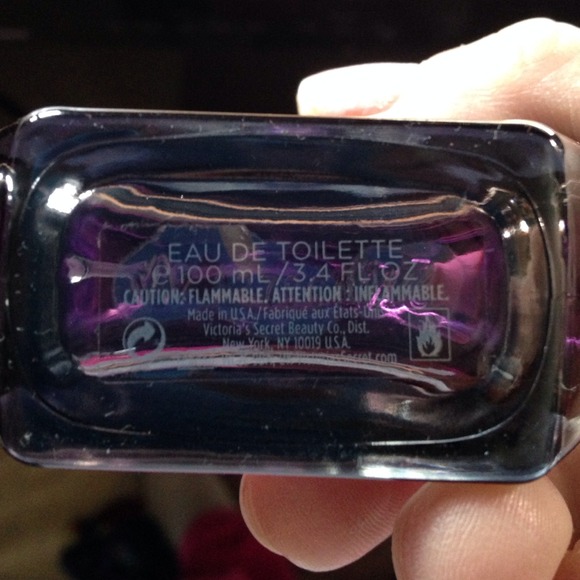 EAU DE TOILETTE
℮ 100 mL / 3.4 FL OZ
CAUTION: FLAMMABLE. ATTENTION : INFLAMMABLE.
Made in U.S.A./Fabriqué aux États-Unis
Victoria's Secret Beauty Co., Dist.
New York, NY 10019 U.S.A.